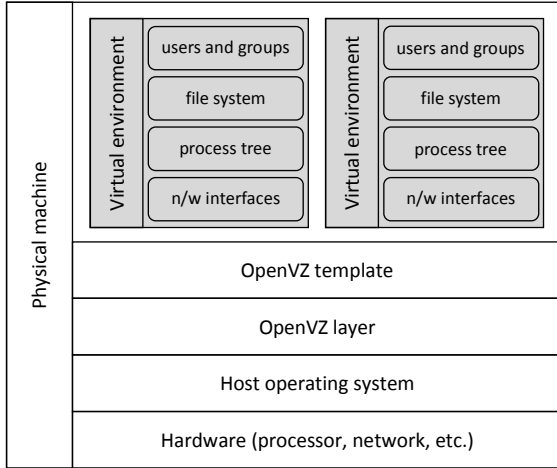 Physical machine
Virtual environment
users and groups
file system
process tree
n/w interfaces
Virtual environment
users and groups
file system
process tree
n/w interfaces
OpenVZ template
OpenVZ layer
Host operating system
Hardware (processor, network, etc.)